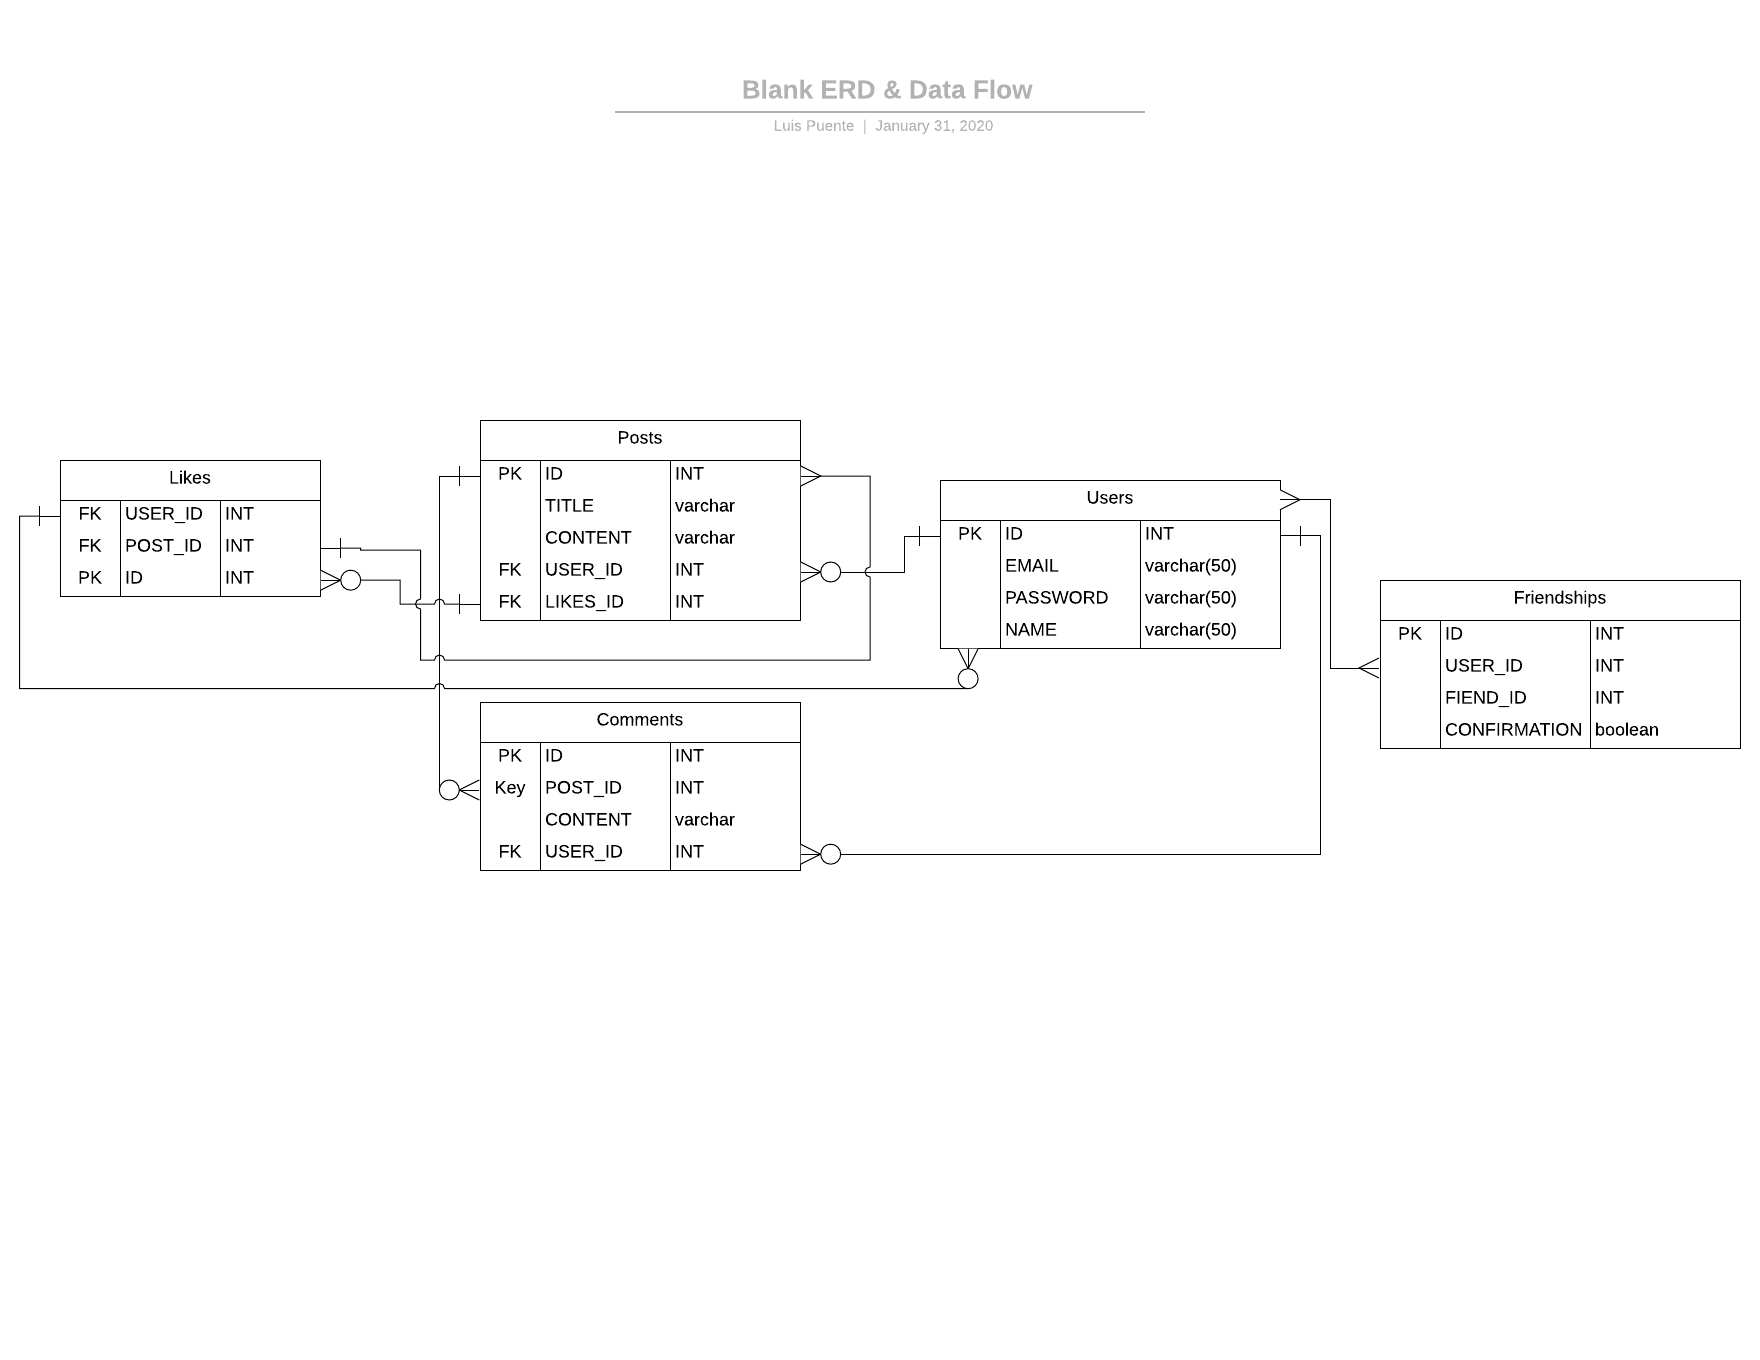 Blank ERD & Data Flow
Luis Puente | January 31, 2020
Likes
FK USER_ID INT
FK POST_ID INT
PK ID INT
Posts
PK ID INT
TITLE varchar
CONTENT varchar
FK USER_ID INT
FK LIKES_ID INT
Users
PK ID INT
EMAIL varchar(50)
PASSWORD varchar(50)
NAME varchar(50)
Friendships
PK ID INT
USER_ID INT
FIEND_ID INT
CONFIRMATION boolean
Comments
PK ID INT
Key POST_ID INT
CONTENT varchar
FK USER_ID INT